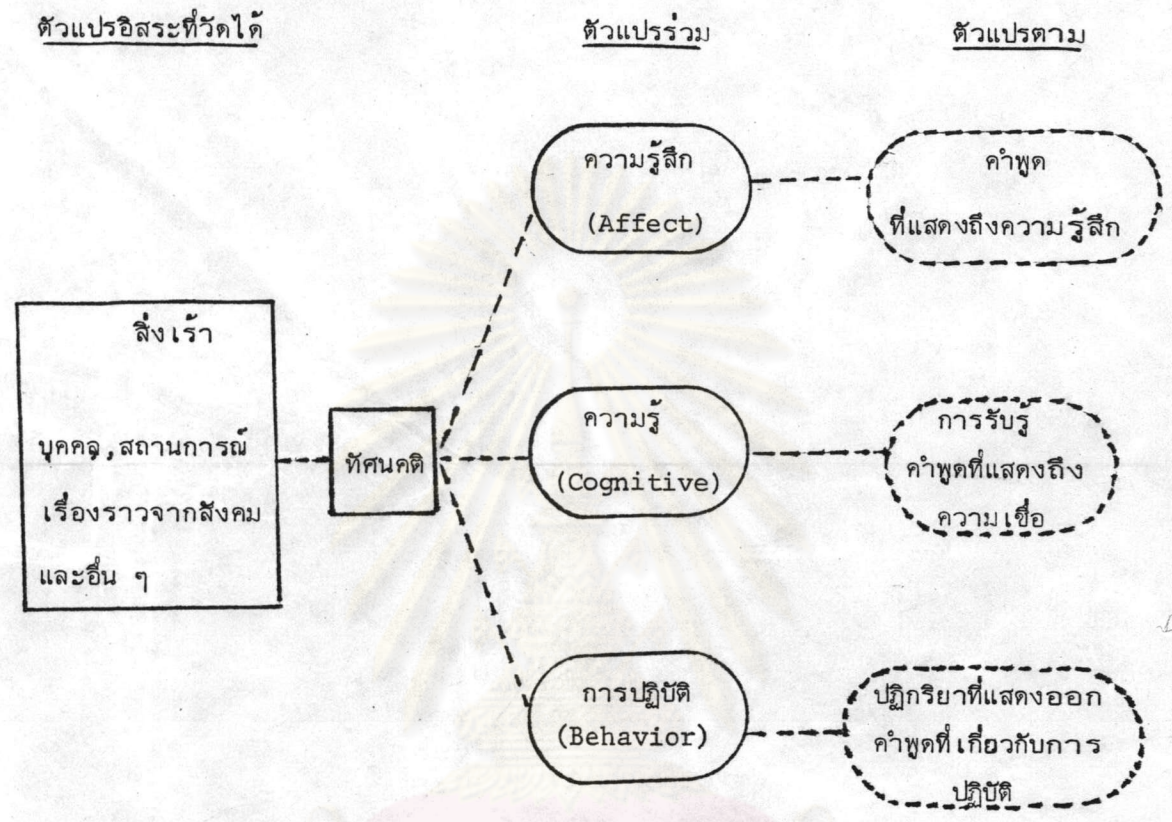 ตัวแปรอิสระที่วัดได้
ตัวแปรร่วม
ตัวแปรตาม
ความรู้สึก
(Affect)
คำพูด
ที่แสดงถึงความรู้สึก
สิ่งเร้า
บุคคล,สถานการณ์
เรื่องราวจากสังคม
และอื่น ๆ
ทัศนคติ
ความรู้
(Cognitive)
การรับรู้
คำพูดที่แสดงถึง
ความเชื่อ
การปฏิบัติ
(Behavior)
ปฏิกริยาที่แสดงออก
คำพูดที่เกี่ยวกับการ
ปฏิบัติ